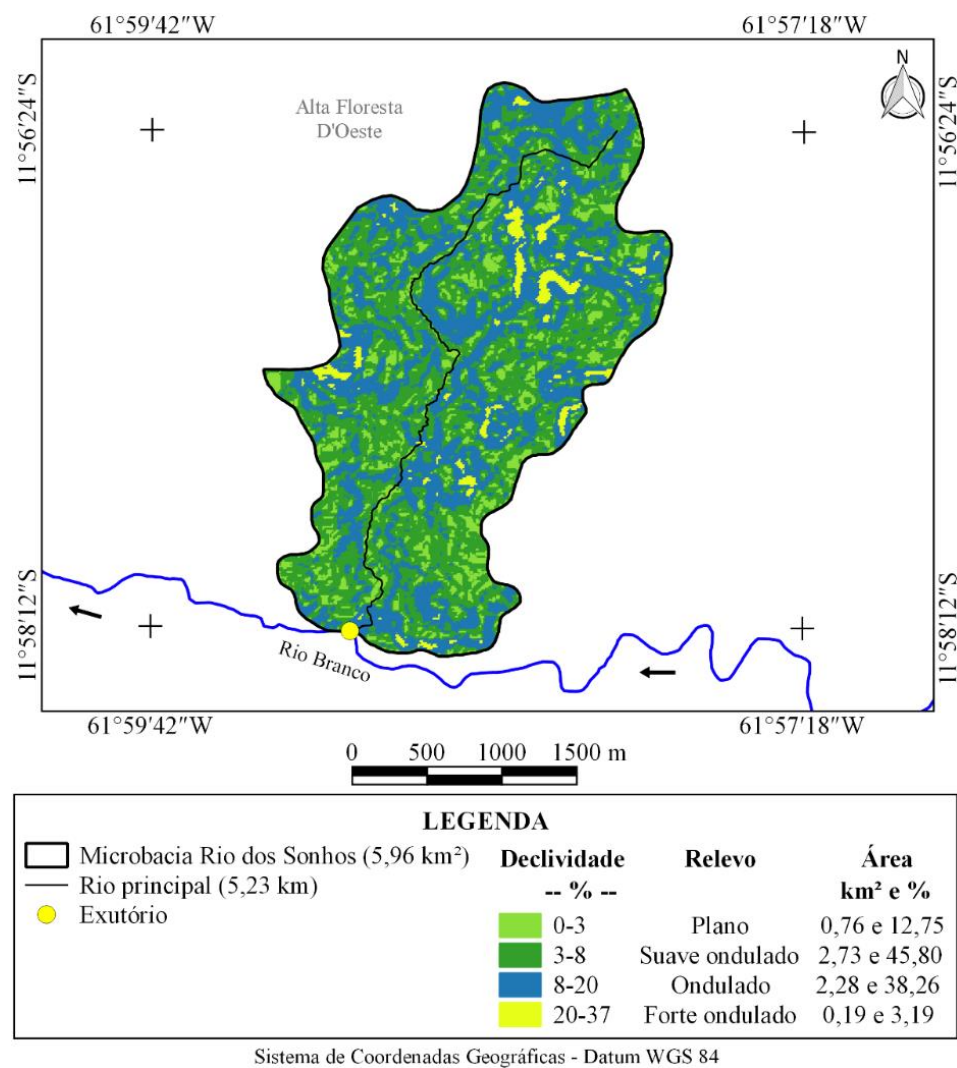 61°59'42"W 61°57'18"W
N
Alta Floresta
D'Oeste
11°56'24"S 11°56'24"S
11°58'12"S 11°58'12"S
Rio Branco
61°59'42"W 61°57'18"W
0 500 1000 1500 m
LEGENDA
Microbacia Rio dos Sonhos (5,96 km²)
Rio principal (5,23 km)
Exutório
Declividade Relevo Área
-- % -- km² e %
0-3 Plano 0,76 e 12,75
3-8 Suave ondulado 2,73 e 45,80
8-20 Ondulado 2,28 e 38,26
20-37 Forte ondulado 0,19 e 3,19
Sistema de Coordenadas Geográficas - Datum WGS 84